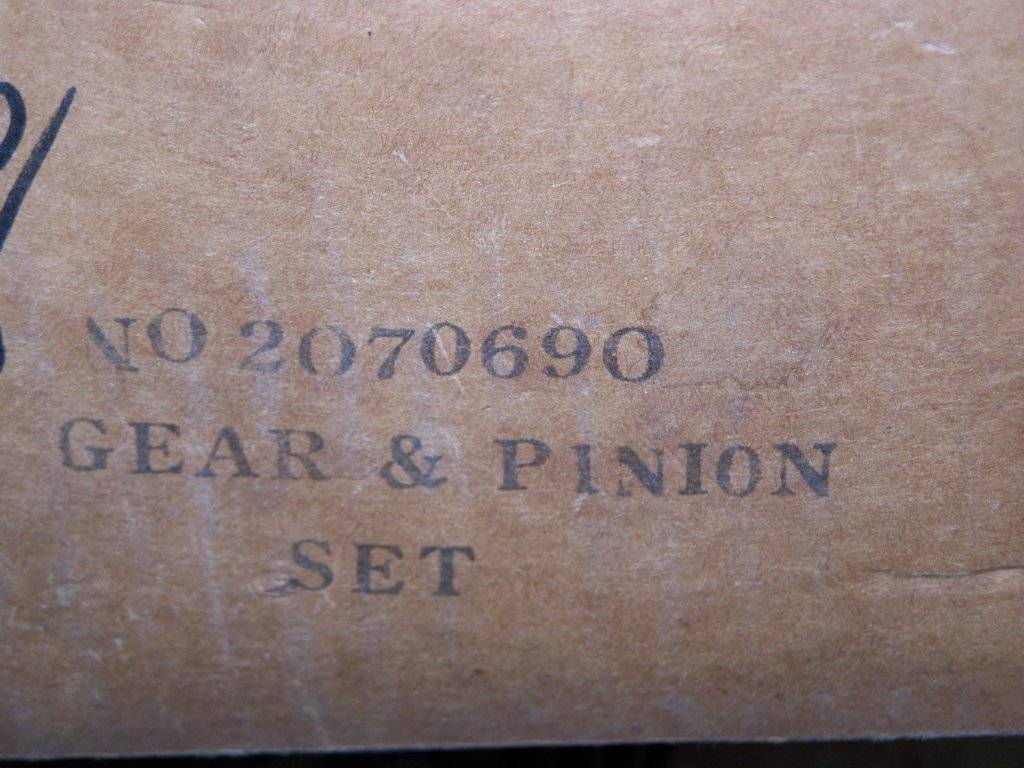 NO 2070690
GEAR & PINION
SET